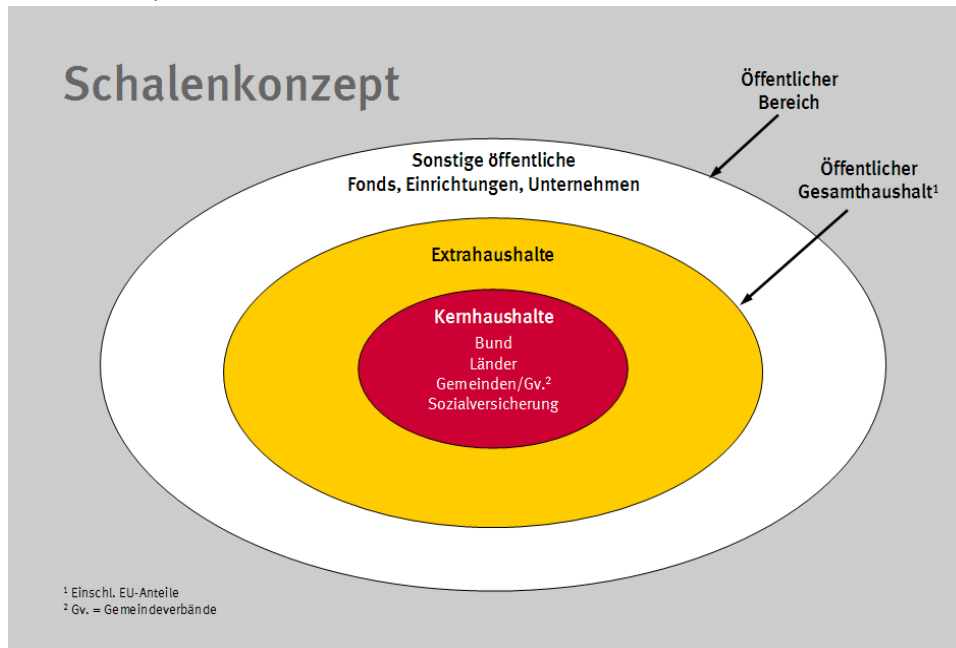 Schalenkonzept
Öffentlicher
Bereich
Öffentlicher
Gesamthaushalt¹
Sonstige öffentliche
Fonds, Einrichtungen, Unternehmen
Extrahaushalte
Kernhaushalte
Bund
Länder
Gemeinden/Gv.²
Sozialversicherung
¹ Einschl. EU-Anteile
² Gv. = Gemeindeverbände